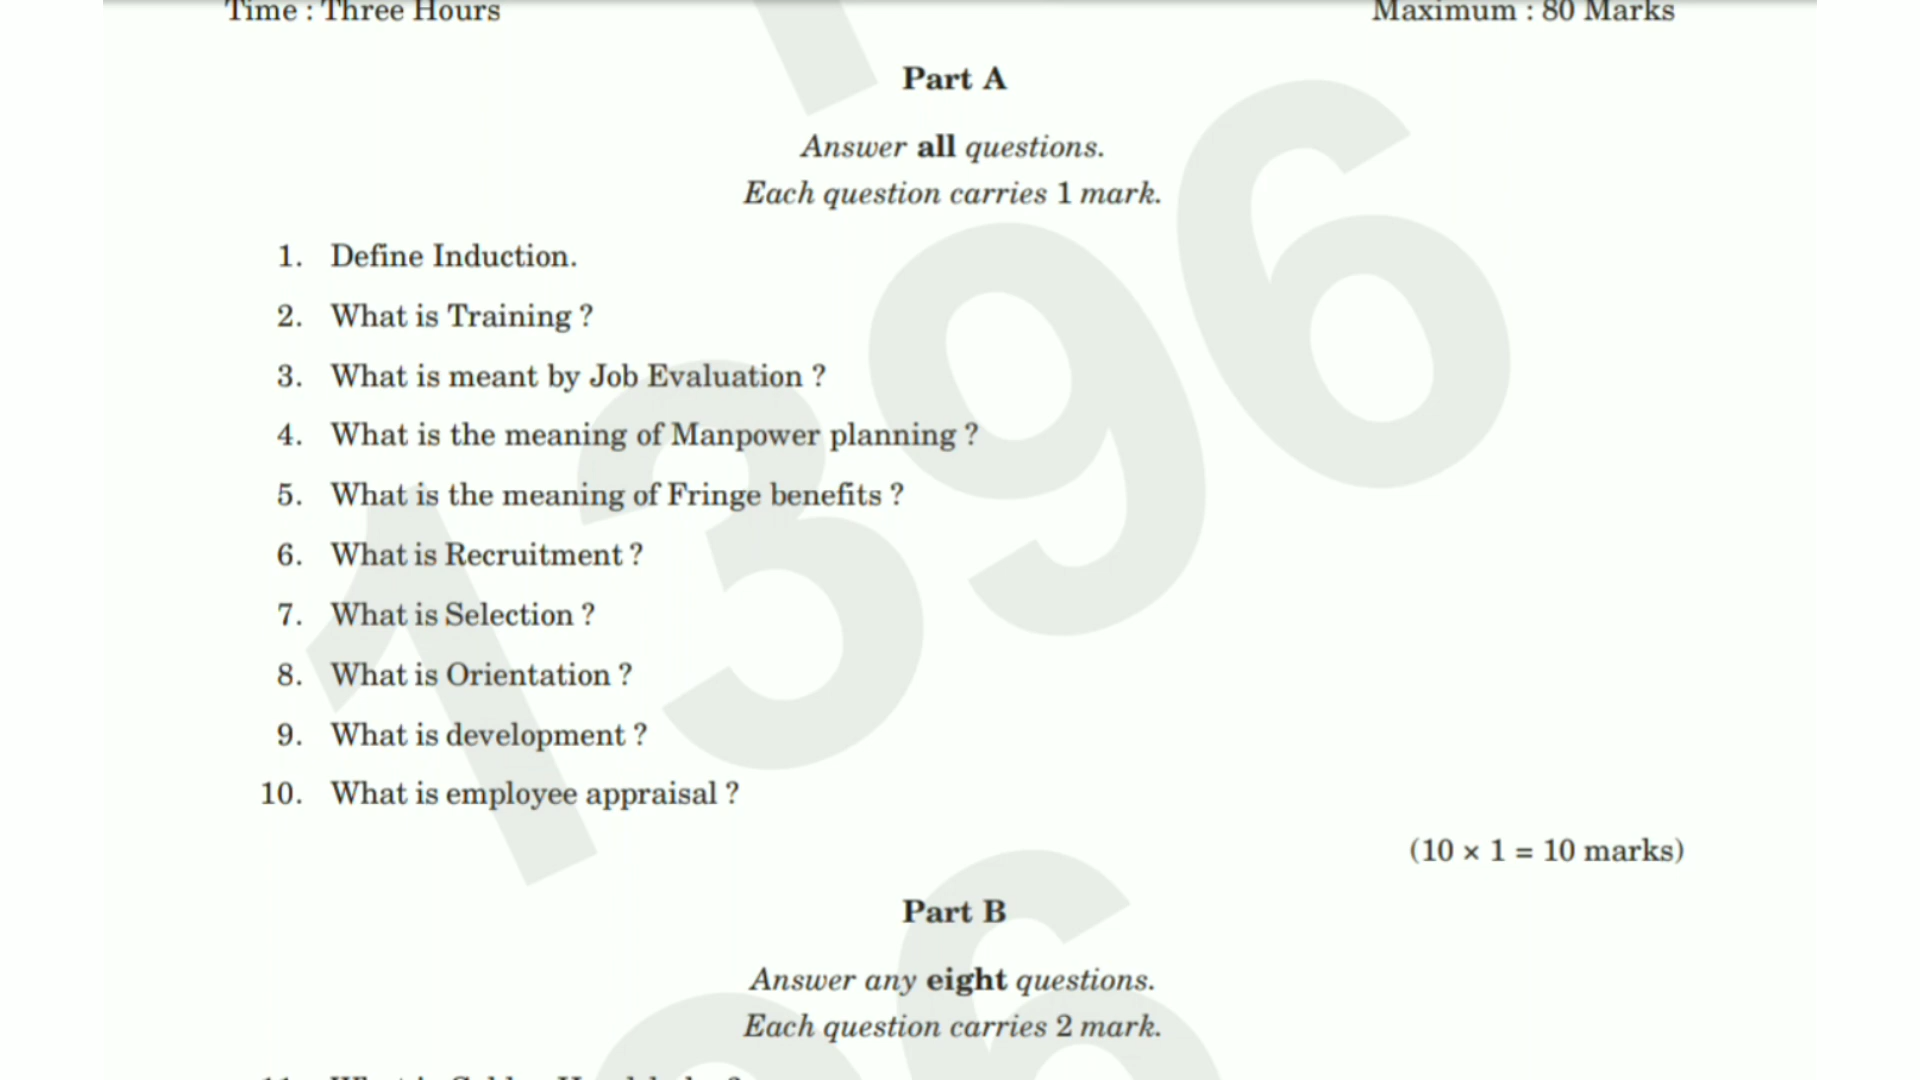 Time : Three Hours
Maximum : 80 Marks
Part A
Answer all questions.
Each question carries 1 mark.
1. Define Induction.
2. What is Training ?
3. What is meant by Job Evaluation ?
4. What is the meaning of Manpower planning ?
5. What is the meaning of Fringe benefits ?
6. What is Recruitment ?
7. What is Selection ?
8. What is Orientation ?
9. What is development ?
10. What is employee appraisal ?
(10 × 1 = 10 marks)
Part B
Answer any eight questions.
Each question carries 2 mark.
1396